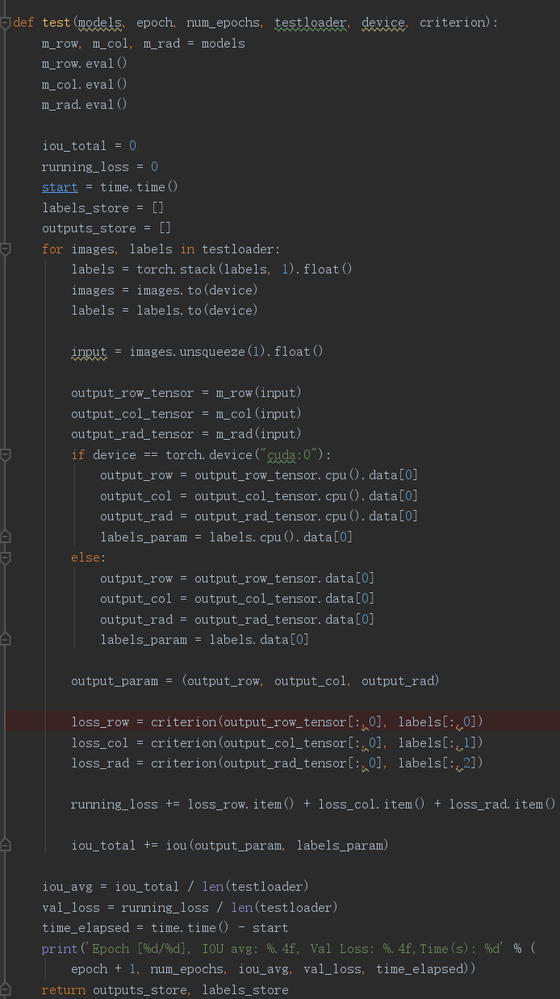 def test(models, epoch, num_epochs, testloader, device, criterion):
    m_row, m_col, m_rad = models
    m_row.eval()
    m_col.eval()
    m_rad.eval()

    iou_total = 0
    running_loss = 0
    start = time.time()
    labels_store = []
    outputs_store = []
    for images, labels in testloader:
        labels = torch.stack(labels, 1).float()
        images = images.to(device)
        labels = labels.to(device)

        input = images.unsqueeze(1).float()

        output_row_tensor = m_row(input)
        output_col_tensor = m_col(input)
        output_rad_tensor = m_rad(input)
        if device == torch.device("cuda:0"):
            output_row = output_row_tensor.cpu().data[0]
            output_col = output_col_tensor.cpu().data[0]
            output_rad = output_rad_tensor.cpu().data[0]
            labels_param = labels.cpu().data[0]
        else:
            output_row = output_row_tensor.data[0]
            output_col = output_col_tensor.data[0]
            output_rad = output_rad_tensor.data[0]
            labels_param = labels.data[0]

        output_param = (output_row, output_col, output_rad)

        loss_row = criterion(output_row_tensor[:,0], labels[:,0])
        loss_col = criterion(output_col_tensor[:,0], labels[:,1])
        loss_rad = criterion(output_rad_tensor[:,0], labels[:,2])

        running_loss += loss_row.item() + loss_col.item() + loss_rad.item()

        iou_total += iou(output_param, labels_param)

    iou_avg = iou_total / len(testloader)
    val_loss = running_loss / len(testloader)
    time_elapsed = time.time() - start
    print('Epoch [%d/%d], IOU avg: %.4f, Val Loss: %.4f,Time(s): %d' % (
        epoch + 1, num_epochs, iou_avg, val_loss, time_elapsed))
    return outputs_store, labels_store